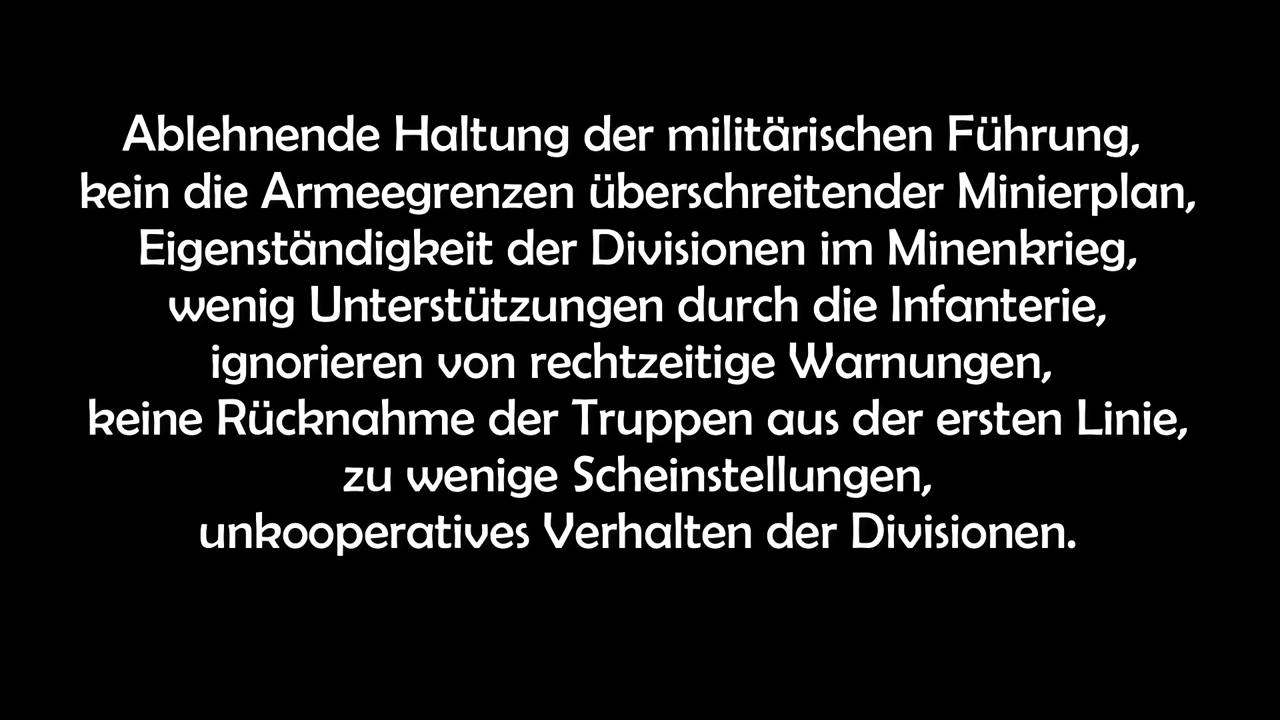 Ablehnende Haltung der militärischen Führung,
kein die Armeegrenzen überschreitender Minierplan,
Eigenständigkeit der Divisionen im Minenkrieg,
wenig Unterstützungen durch die Infanterie,
ignorieren von rechtzeitige Warnungen,
keine Rücknahme der Truppen aus der ersten Linie,
zu wenige Scheinstellungen,
unkooperatives Verhalten der Divisionen.